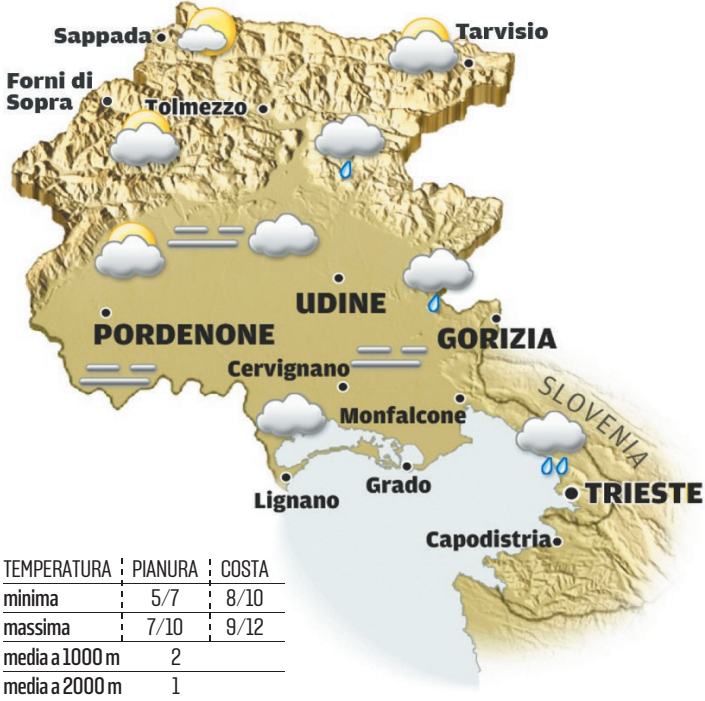 Sappada
Tarvisio
Forni di
Sopra
Tolmezzo
UDINE
PORDENONE
GORIZIA
Cervignano
SLOVENIA
Monfalcone
Lignano
Grado
TRIESTE
Capodistria
TEMPERATURA PIANURA COSTA
minima 5/7 8/10
massima 7/10 9/12
media a 1000 m 2
media a 2000 m 1